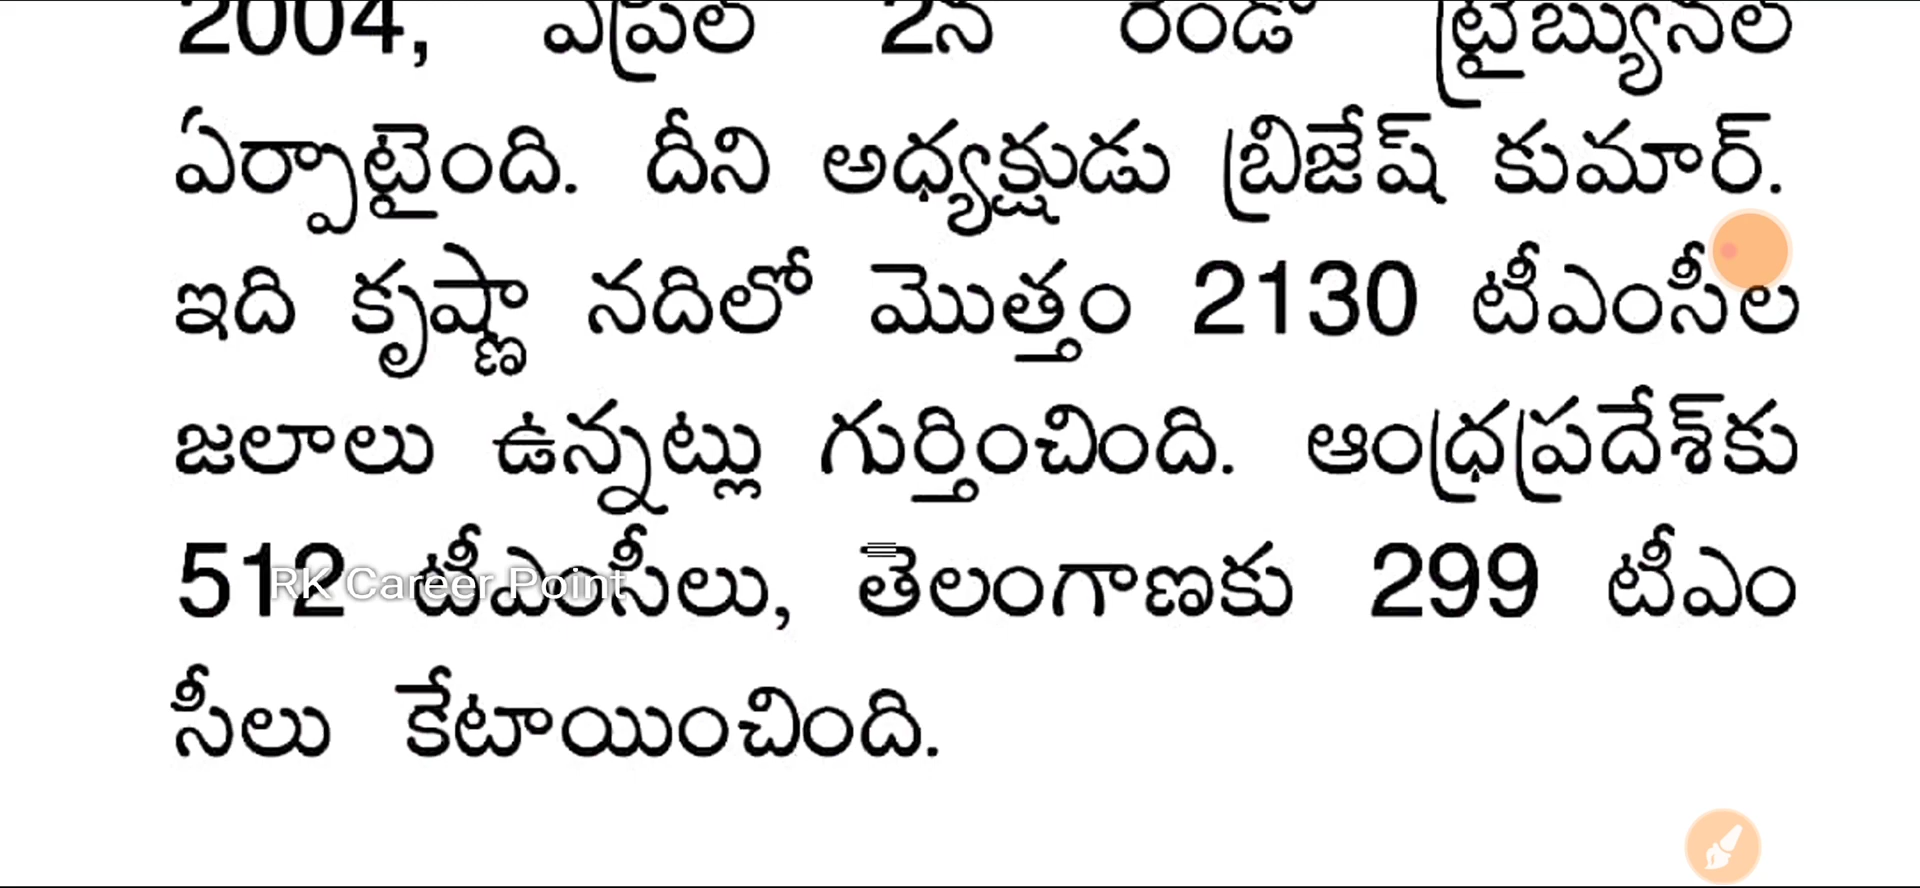 2004, ఏప్రిల్ 2న రెండో ట్రైబ్యునల్
ఏర్పాటైంది. దీని అధ్యక్షుడు బ్రిజేష్ కుమార్.
ఇది కృష్ణా నదిలో మొత్తం 2130 టీఎంసీల
జలాలు ఉన్నట్లు గుర్తించింది. ఆంధ్రప్రదేశ్‌కు
512 టీఎంసీలు, తెలంగాణకు 299 టీఎం
RK Career Point
సీలు కేటాయించింది.